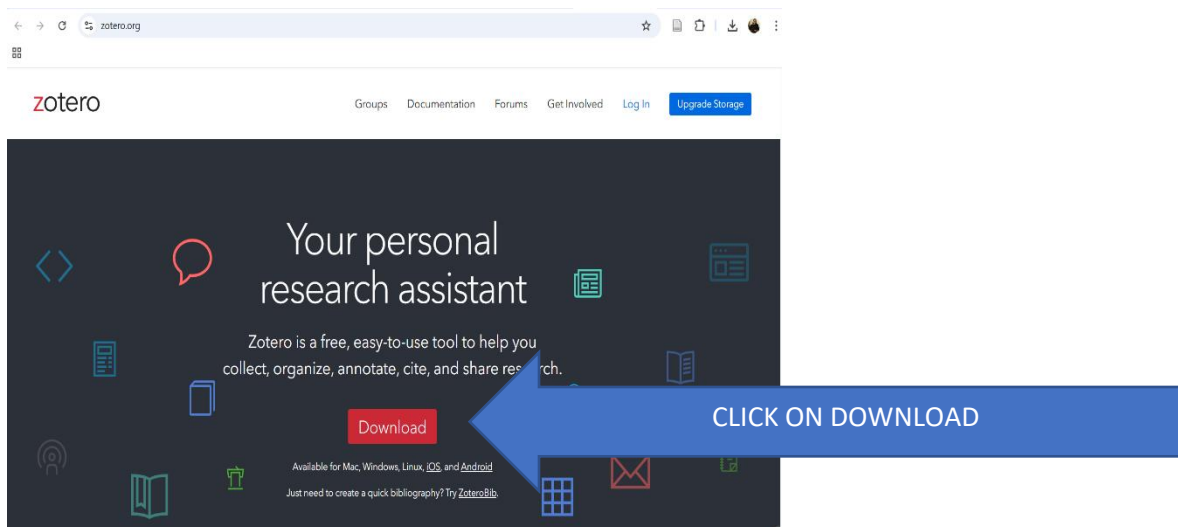 zotero.org
zotero
Groups Documentation Forums Get Involved Log In Upgrade Storage
Your personal
research assistant
Zotero is a free, easy-to-use tool to help you
collect, organize, annotate, cite, and share
CLICK ON DOWNLOAD
Download
Available for Mac, Windows, Linux, iOS, and Android
Just need to create a quick bibliography? Try ZoteroBib.